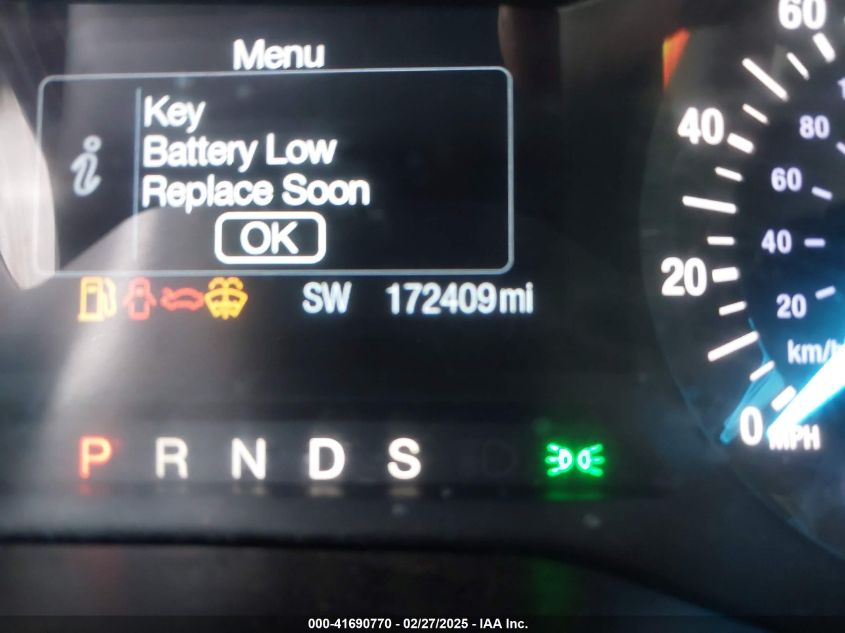 Menu
Key
Battery Low
Replace Soon
OK
SW 172409 mi
P R N D S
60
40
20
0
MPH
80
60
40
20
km/h
000-41690770 - 02/27/2025 - IAA Inc.